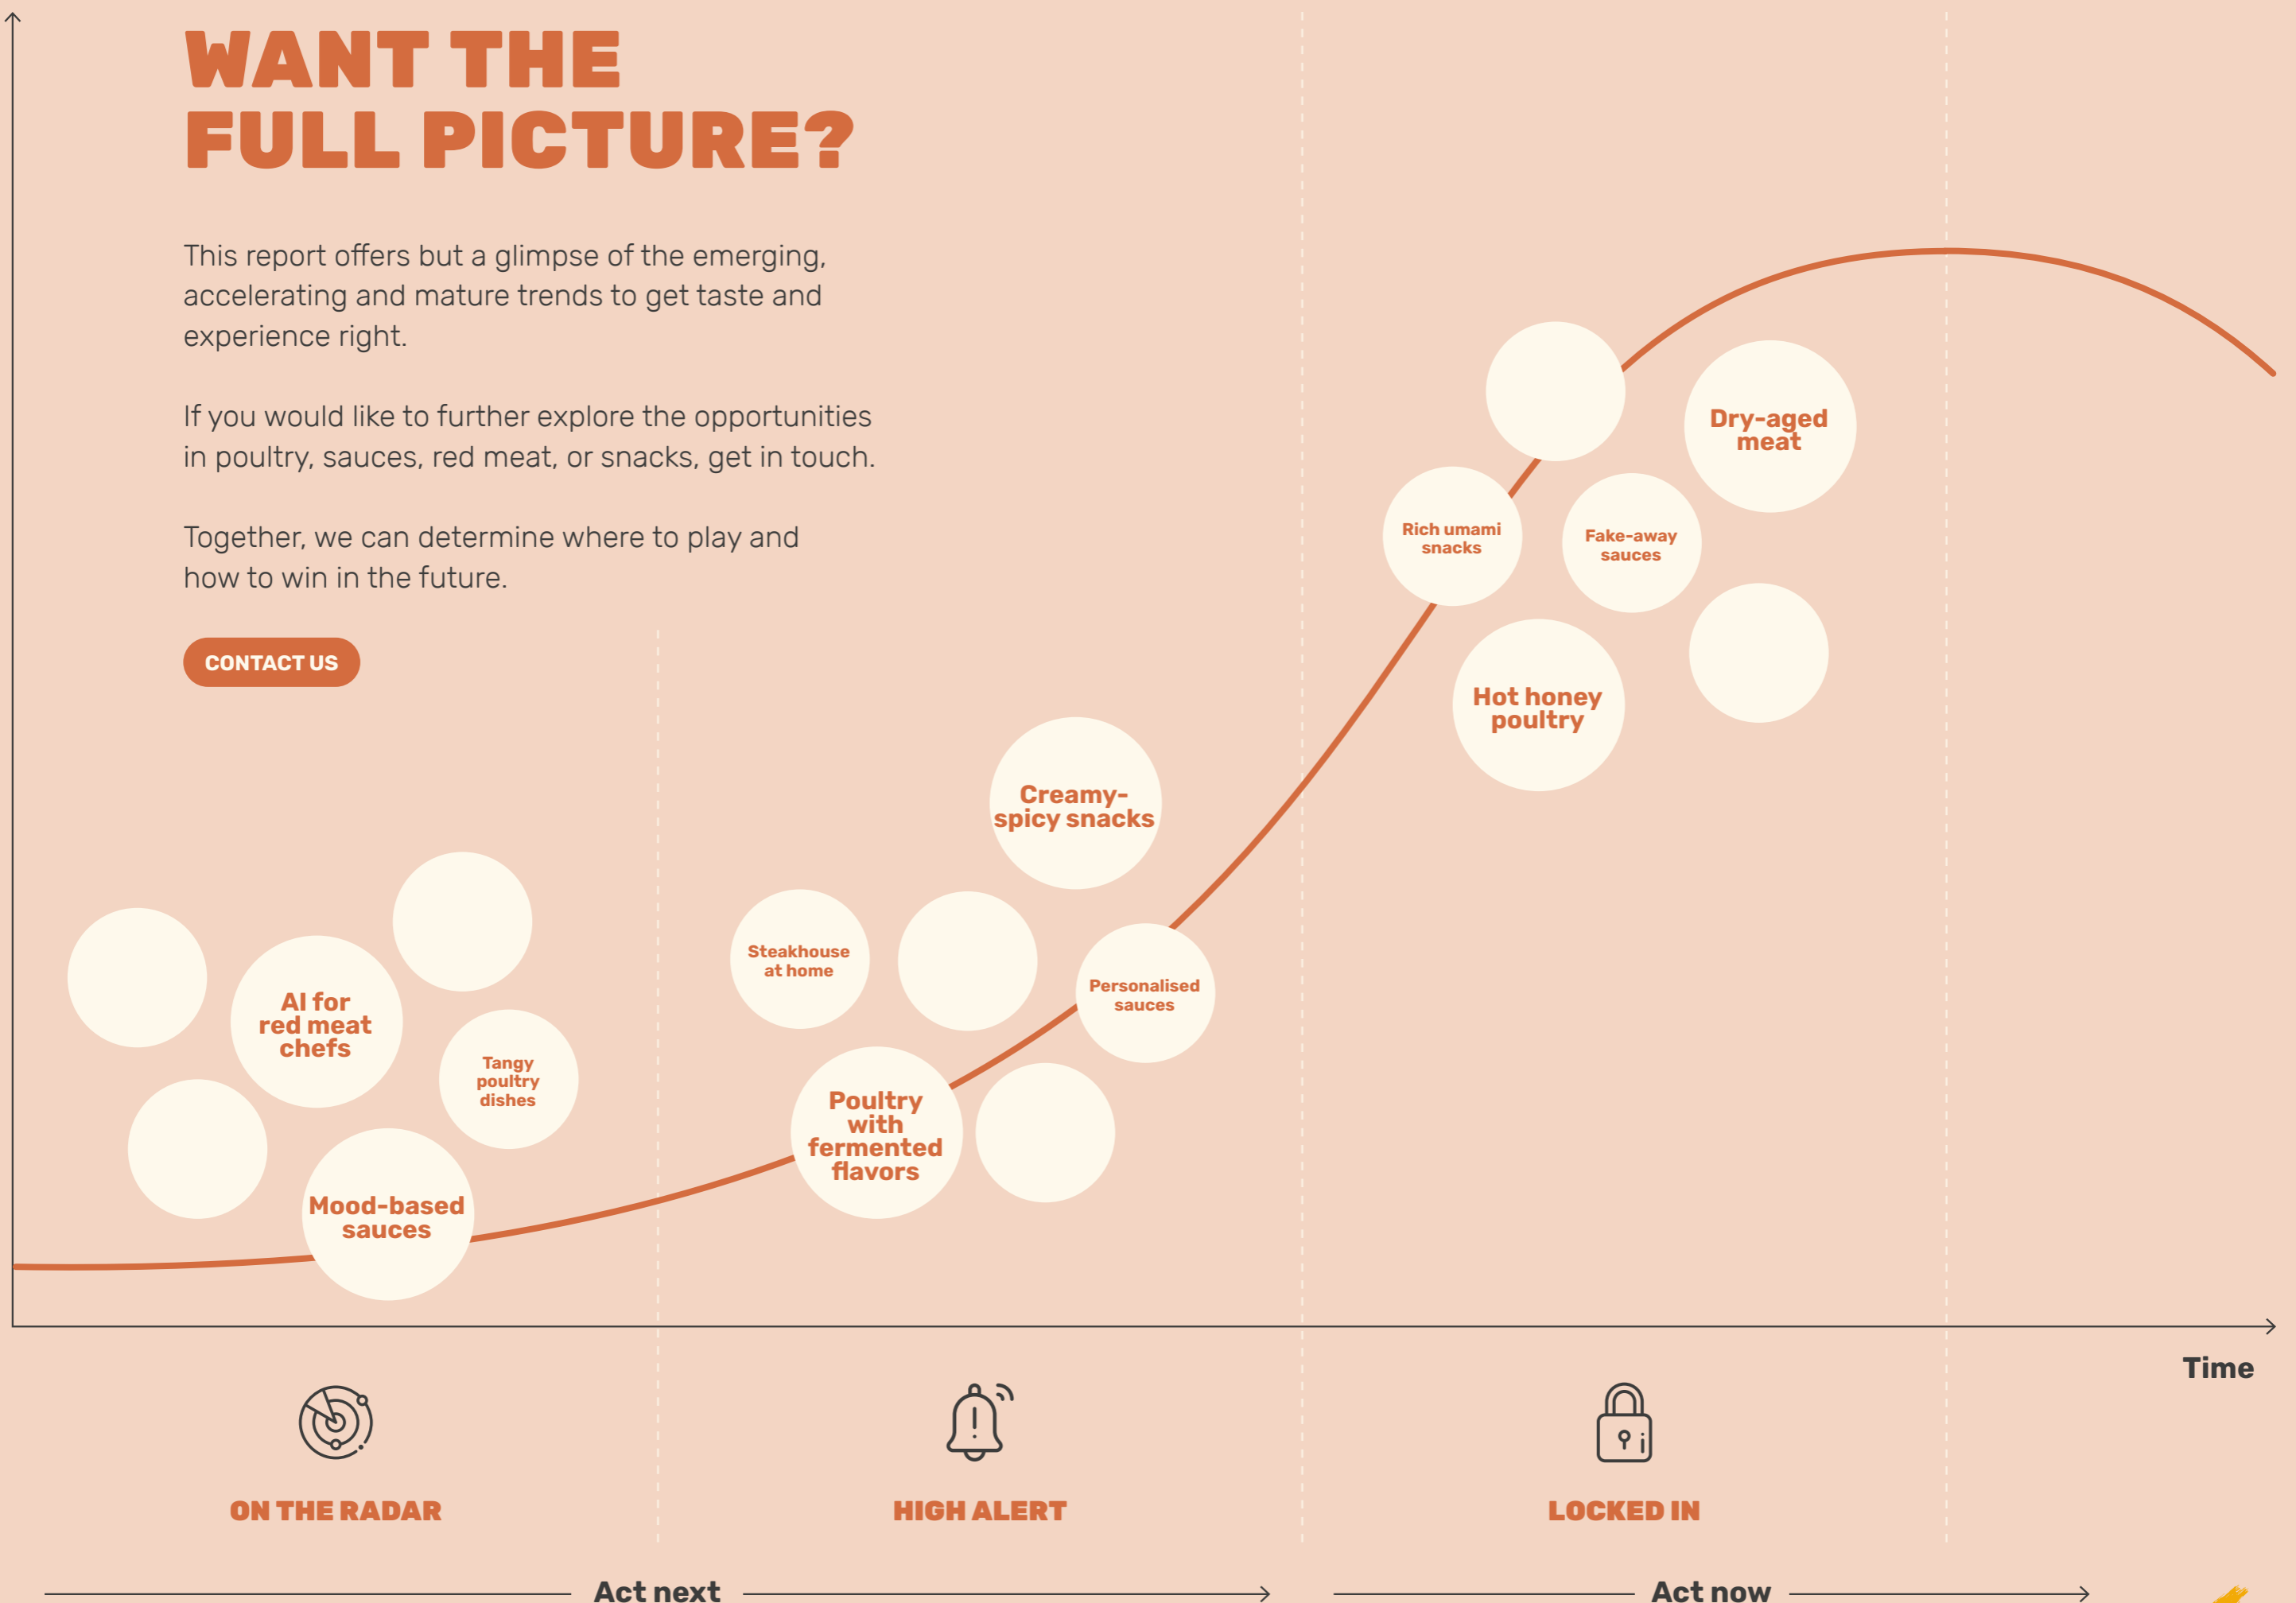 WANT THE
FULL PICTURE?
This report offers but a glimpse of the emerging,
accelerating and mature trends to get taste and
experience right.
If you would like to further explore the opportunities
in poultry, sauces, red meat, or snacks, get in touch.
Together, we can determine where to play and
how to win in the future.
CONTACT US
AI for
red meat
chefs
Tangy
poultry
dishes
Mood-based
sauces
Creamy-
spicy snacks
Steakhouse
at home
Personalised
sauces
Poultry
with
fermented
flavors
Dry-aged
meat
Rich umami
snacks
Fake-away
sauces
Hot honey
poultry
Time
ON THE RADAR
HIGH ALERT
LOCKED IN
Act next
Act now